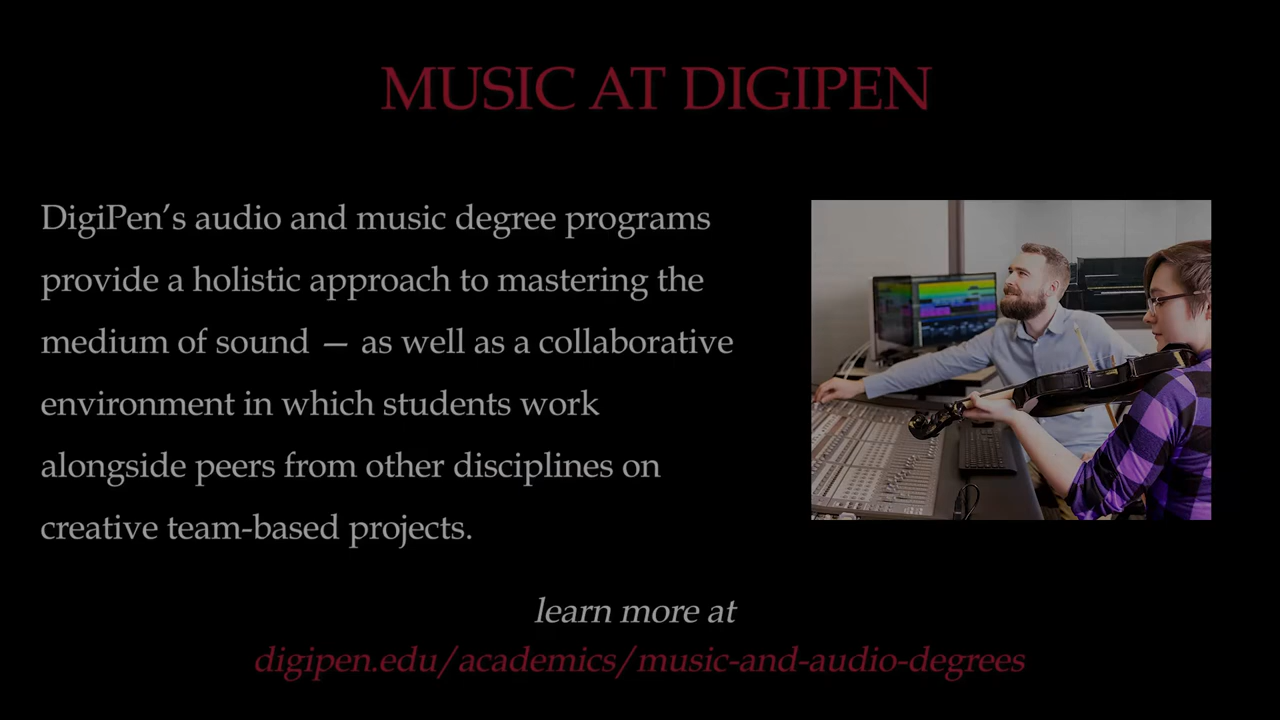 MUSIC AT DIGIPEN
DigiPen’s audio and music degree programs
provide a holistic approach to mastering the
medium of sound — as well as a collaborative
environment in which students work
alongside peers from other disciplines on
creative team-based projects.
learn more at
digipen.edu/academics/music-and-audio-degrees